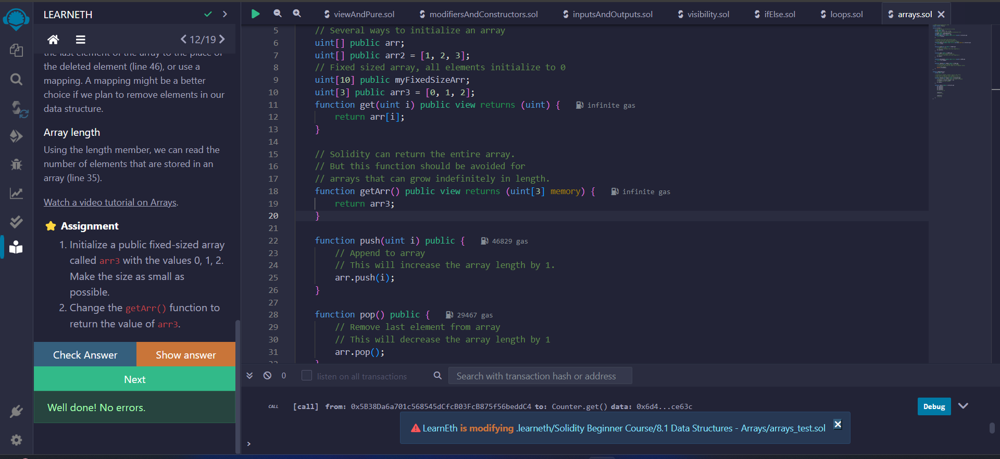 LEARNETH
12/19
the last element of the array to the place of
the deleted element (line 46), or use a
mapping. A mapping might be a better
choice if we plan to remove elements in our
data structure.
Array length
Using the length member, we can read the
number of elements that are stored in an
array (line 35).
Watch a video tutorial on Arrays.
Assignment
1. Initialize a public fixed-sized array
called arr3 with the values 0, 1, 2.
Make the size as small as
possible.
2. Change the getArr() function to
return the value of arr3.
Check Answer Show answer
Next
Well done! No errors.
viewAndPure.sol modifiersAndConstructors.sol inputsAndOutputs.sol visibility.sol ifElse.sol loops.sol arrays.sol
5 // Several ways to initialize an array
6 uint[] public arr;
7 uint[] public arr2 = [1, 2, 3];
8 // Fixed sized array, all elements initialize to 0
9 uint[10] public myFixedSizeArr;
10 uint[3] public arr3 = [0, 1, 2];
11 function get(uint i) public view returns (uint) { infinite gas
12 return arr[i];
13 }
14
15 // Solidity can return the entire array.
16 // But this function should be avoided for
17 // arrays that can grow indefinitely in length.
18 function getArr() public view returns (uint[3] memory) { infinite gas
19 return arr3;
20 }
21
22 function push(uint i) public { 46829 gas
23 // Append to array
24 // This will increase the array length by 1.
25 arr.push(i);
26 }
27
28 function pop() public { 29467 gas
29 // Remove last element from array
30 // This will decrease the array length by 1
31 arr.pop();
0 listen on all transactions Search with transaction hash or address
CALL [call] from: 0x5B38Da6a701c568545dCfcB03FcB875f56beddC4 to: Counter.get() data: 0x6d4...ce63c Debug
LearnEth is modifying .learneth/Solidity Beginner Course/8.1 Data Structures - Arrays/arrays_test.sol
>